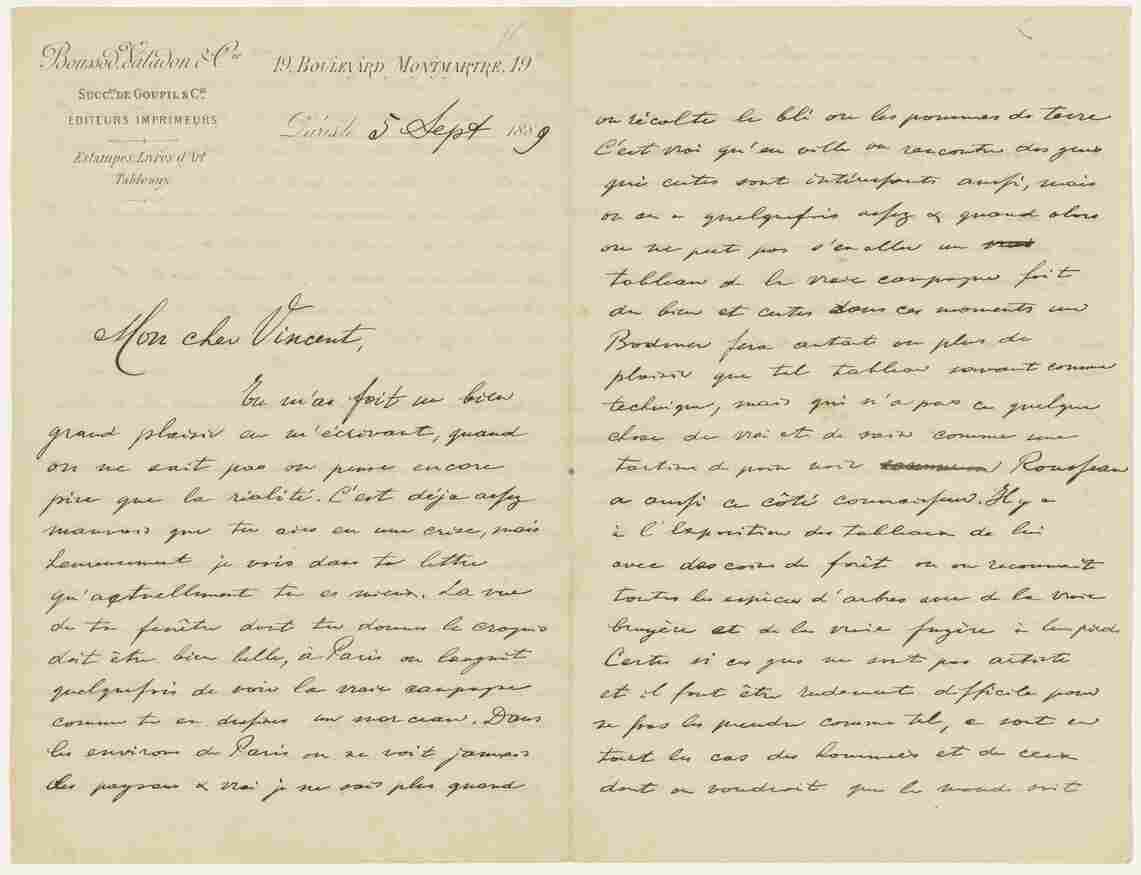 Boussod, Valadon & Cie
Succrs. de Goupil & Cie
ÉDITEURS IMPRIMEURS
Estampes, Livres d'Art
Tableaux
19, BOULEVARD MONTMARTRE, 19
Paris, le 5 Sept 1889
Mon cher Vincent,
Tu m'as fait un bien
grand plaisir en m'écrivant, quand
on ne sait pas on pense encore
pire que la réalité. C'est déja assez
mauvais que tu aies eu une crise, mais
heureusement je vois dans ta lettre
qu'actuellement tu es mieux. La vue
de ta fenêtre dont tu donnes le croquis
doit être bien belle, à Paris on languit
quelquefois de voir la vraie campagne
comme tu en depeins un morceau. Dans
les environs de Paris on ne voit jamais
des paysans & vrai je ne sais plus quand
on récolte le blé ou les pommes de terre
C'est vrai qu'en ville on rencontre des gens
qui certes sont intéressants aussi, mais
on en a quelquefois assez & quand alors
on ne peut pas s'en aller un
tableau de la vraie campagne fait
du bien et certes dans ces moments un
Bodmer fera autant ou plus de
plaisir que tel tableau savant comme
technique, mais qui n'a pas ce quelque
chose de vrai et de sain comme une
tartine de pain noir Rousseau
a aussi ce côté connaisseur. Il y a
à l'Exposition des tableaux de lui
avec des coins de forêt ou on reconnait
toutes les espèces d'arbres avec de la vraie
bruyère et de la vraie fugère à leur pieds
Certes si ces gens ne sont pas artiste
et il faut être rudement difficile pour
ne pas les prendre comme tel, ce sont en
tout les cas des hommes et de ceux
dont on voudrait que le monde soit